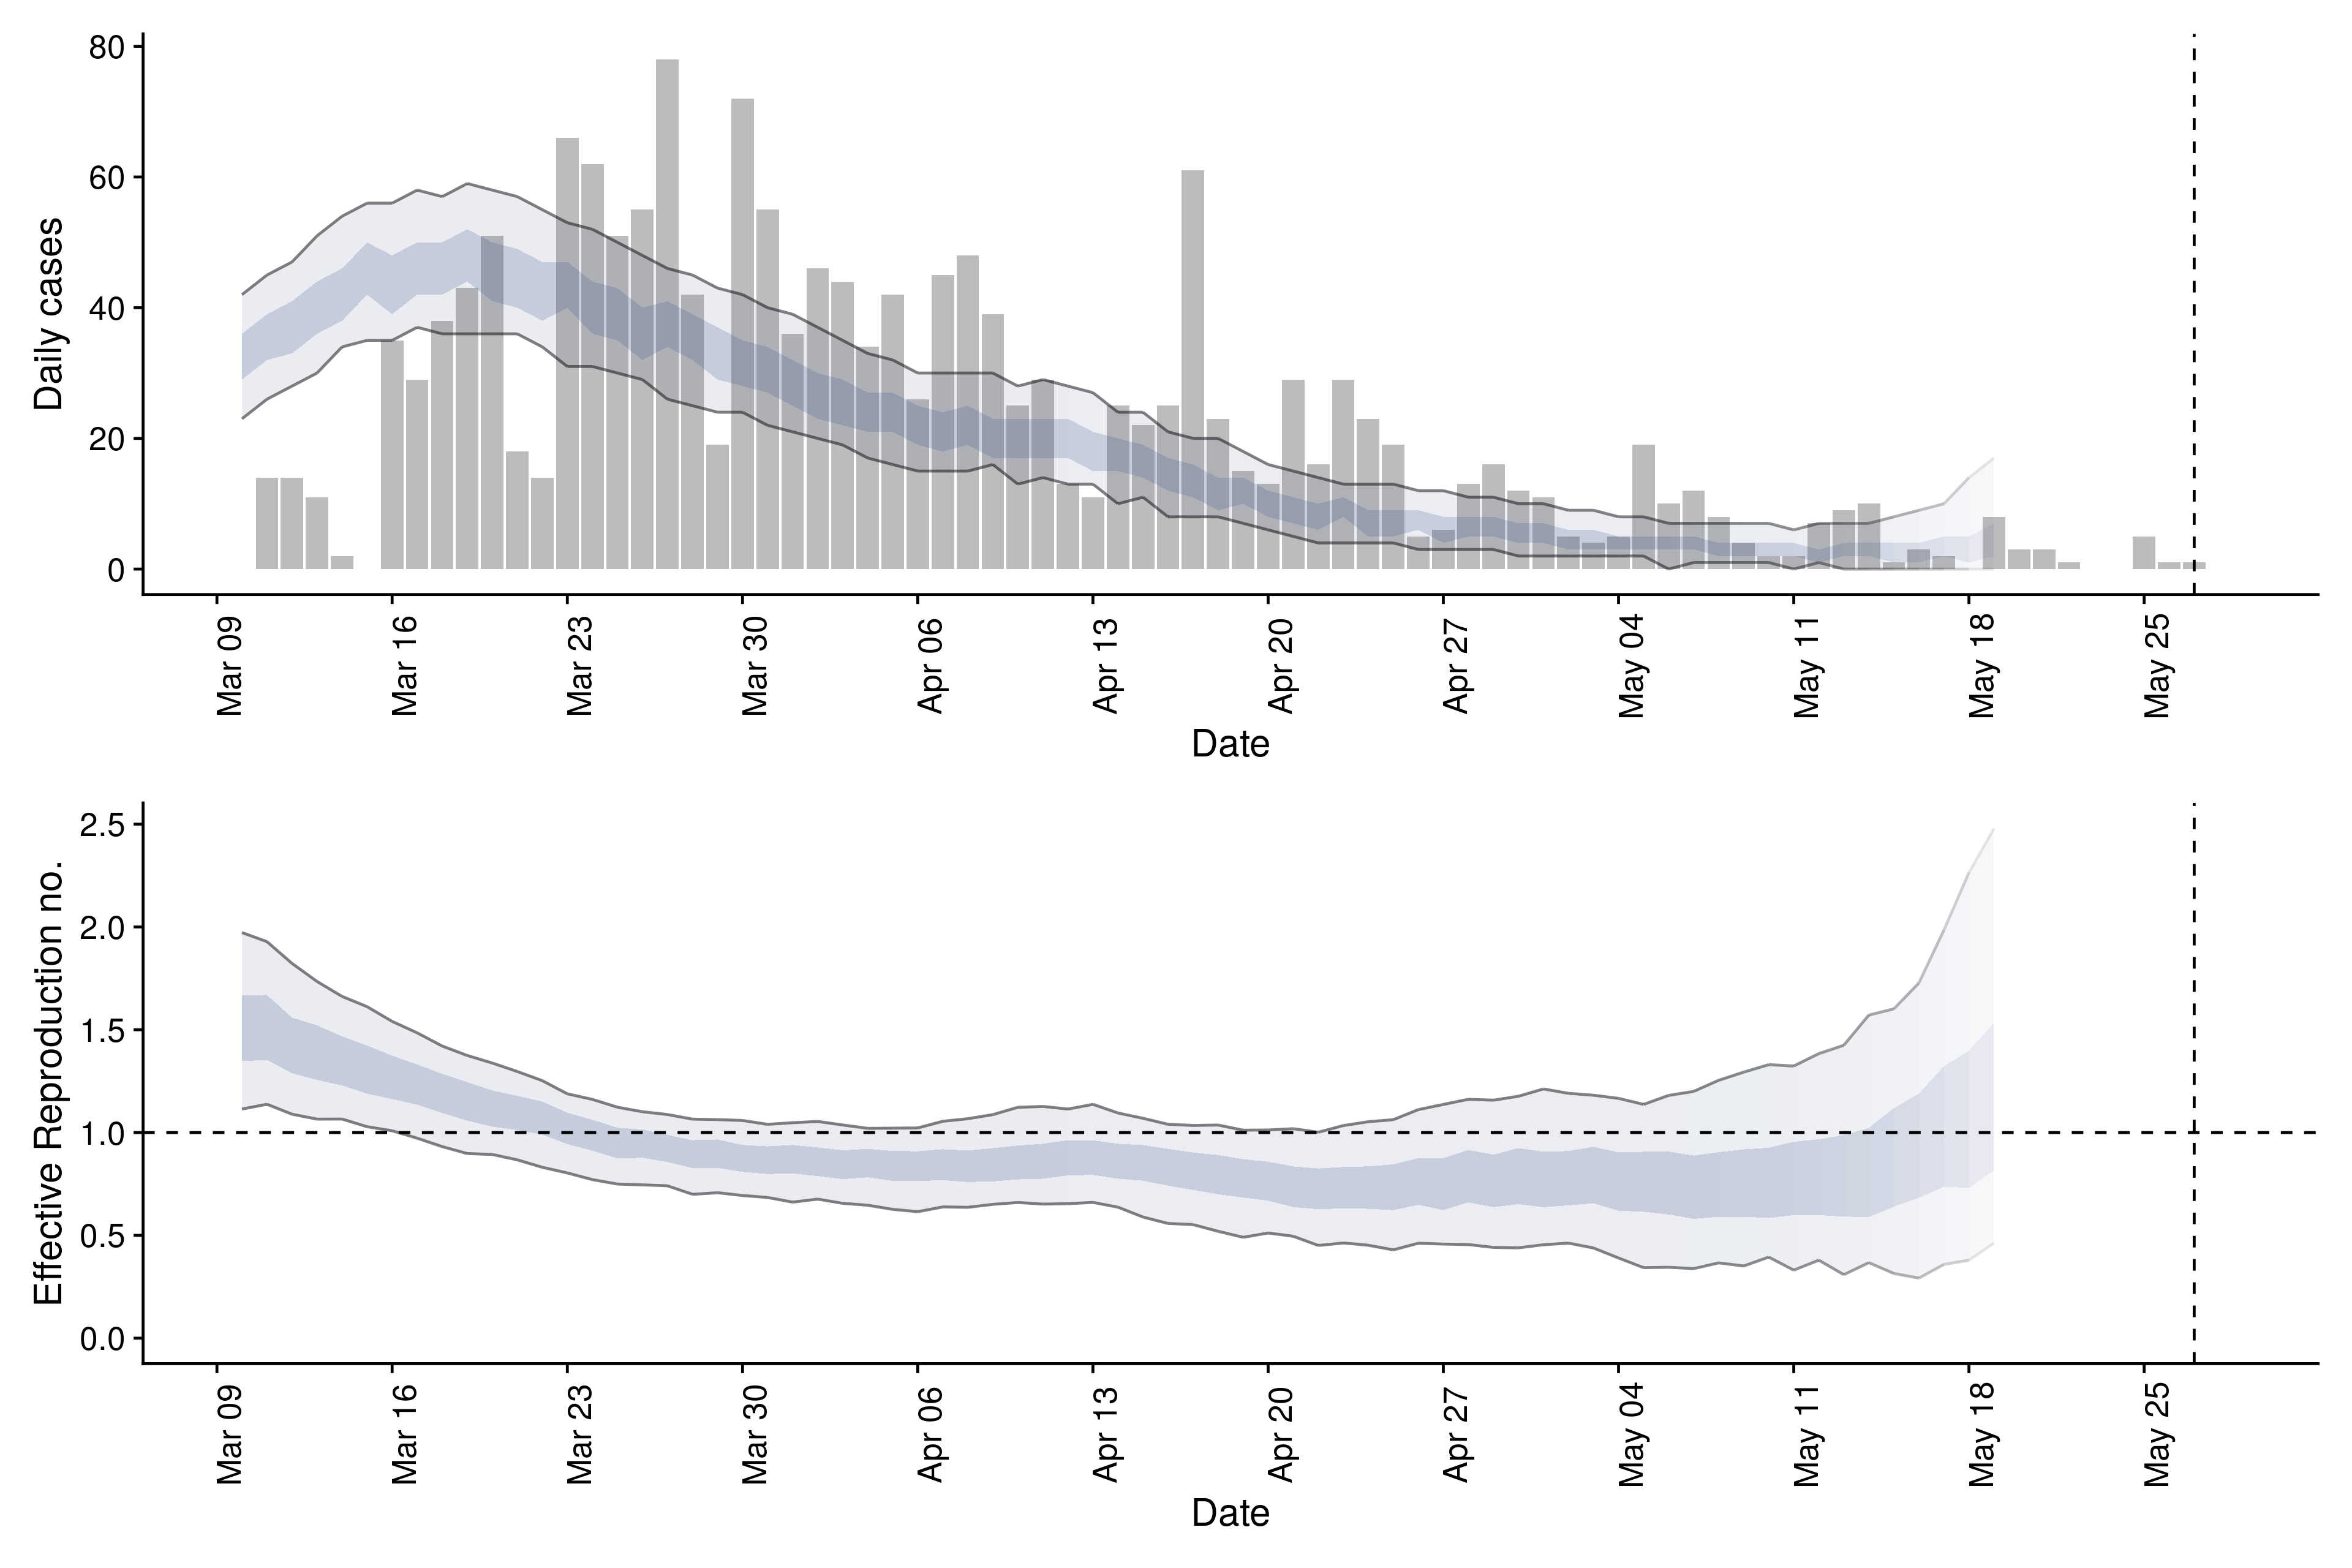 Daily cases
80
60
40
20
0
Mar 09
Mar 16
Mar 23
Mar 30
Apr 06
Apr 13
Apr 20
Apr 27
May 04
May 11
May 18
May 25
Date
Effective Reproduction no.
2.5
2.0
1.5
1.0
0.5
0.0
Mar 09
Mar 16
Mar 23
Mar 30
Apr 06
Apr 13
Apr 20
Apr 27
May 04
May 11
May 18
May 25
Date